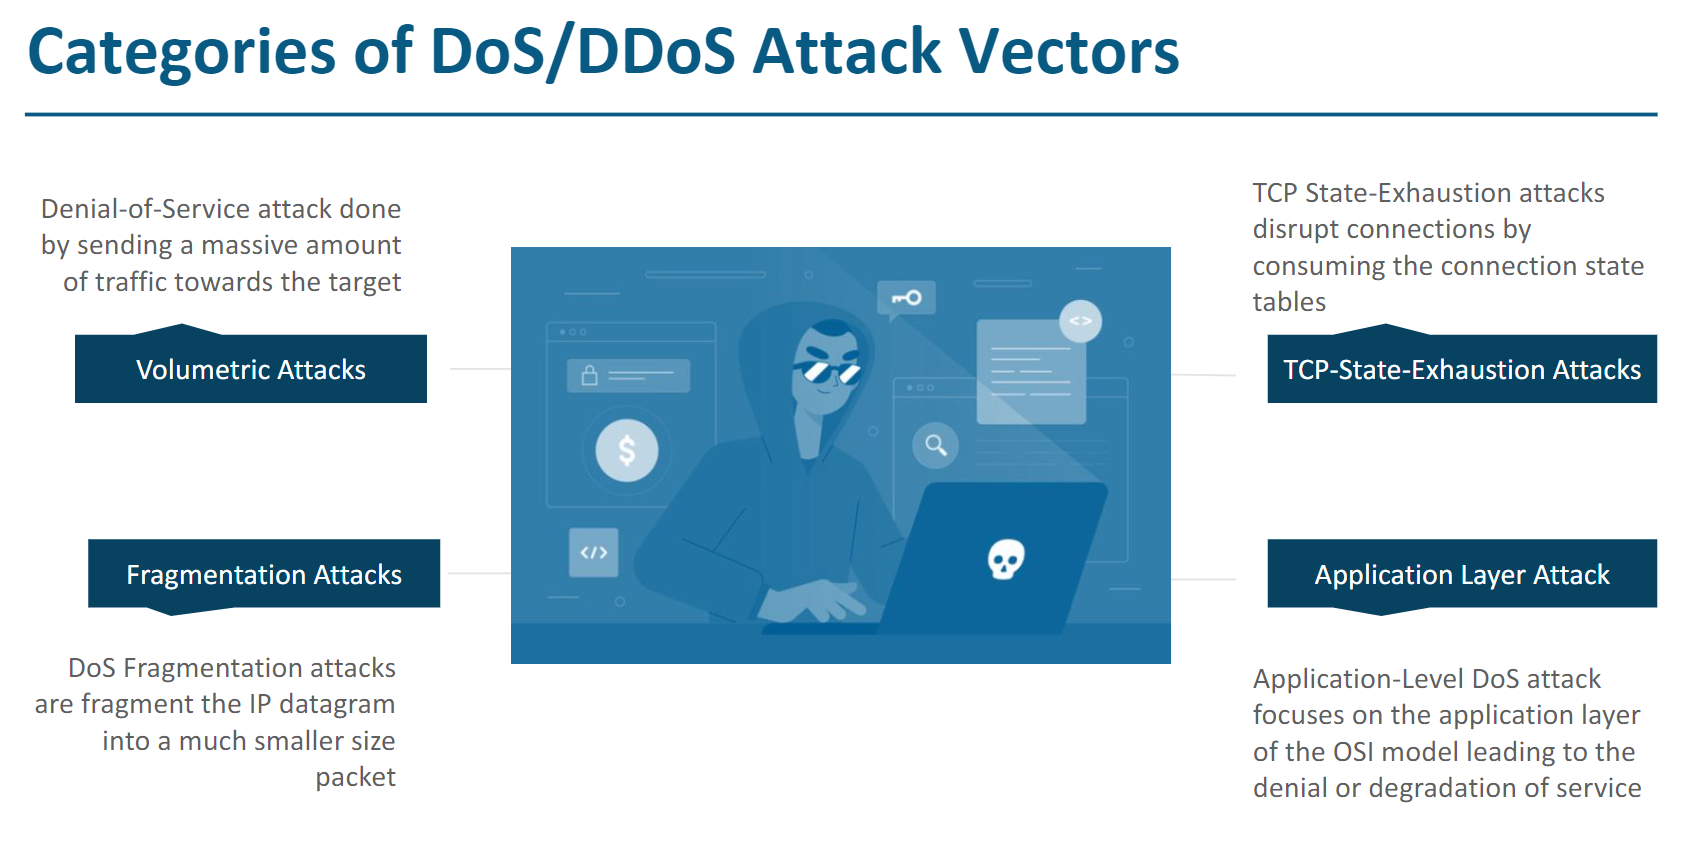 Categories of DoS/DDoS Attack Vectors
Denial-of-Service attack done
by sending a massive amount
of traffic towards the target
Volumetric Attacks
TCP State-Exhaustion attacks
disrupt connections by
consuming the connection state
tables
TCP-State-Exhaustion Attacks
$
<>
</>
Fragmentation Attacks
DoS Fragmentation attacks
are fragment the IP datagram
into a much smaller size
packet
Application Layer Attack
Application-Level DoS attack
focuses on the application layer
of the OSI model leading to the
denial or degradation of service